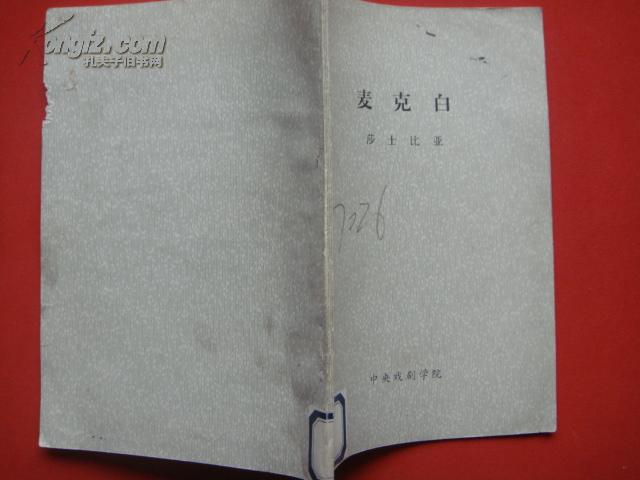 Kongfz.com
孔夫子旧书网
麦克白
莎士比亚
7226
中央戏剧学院